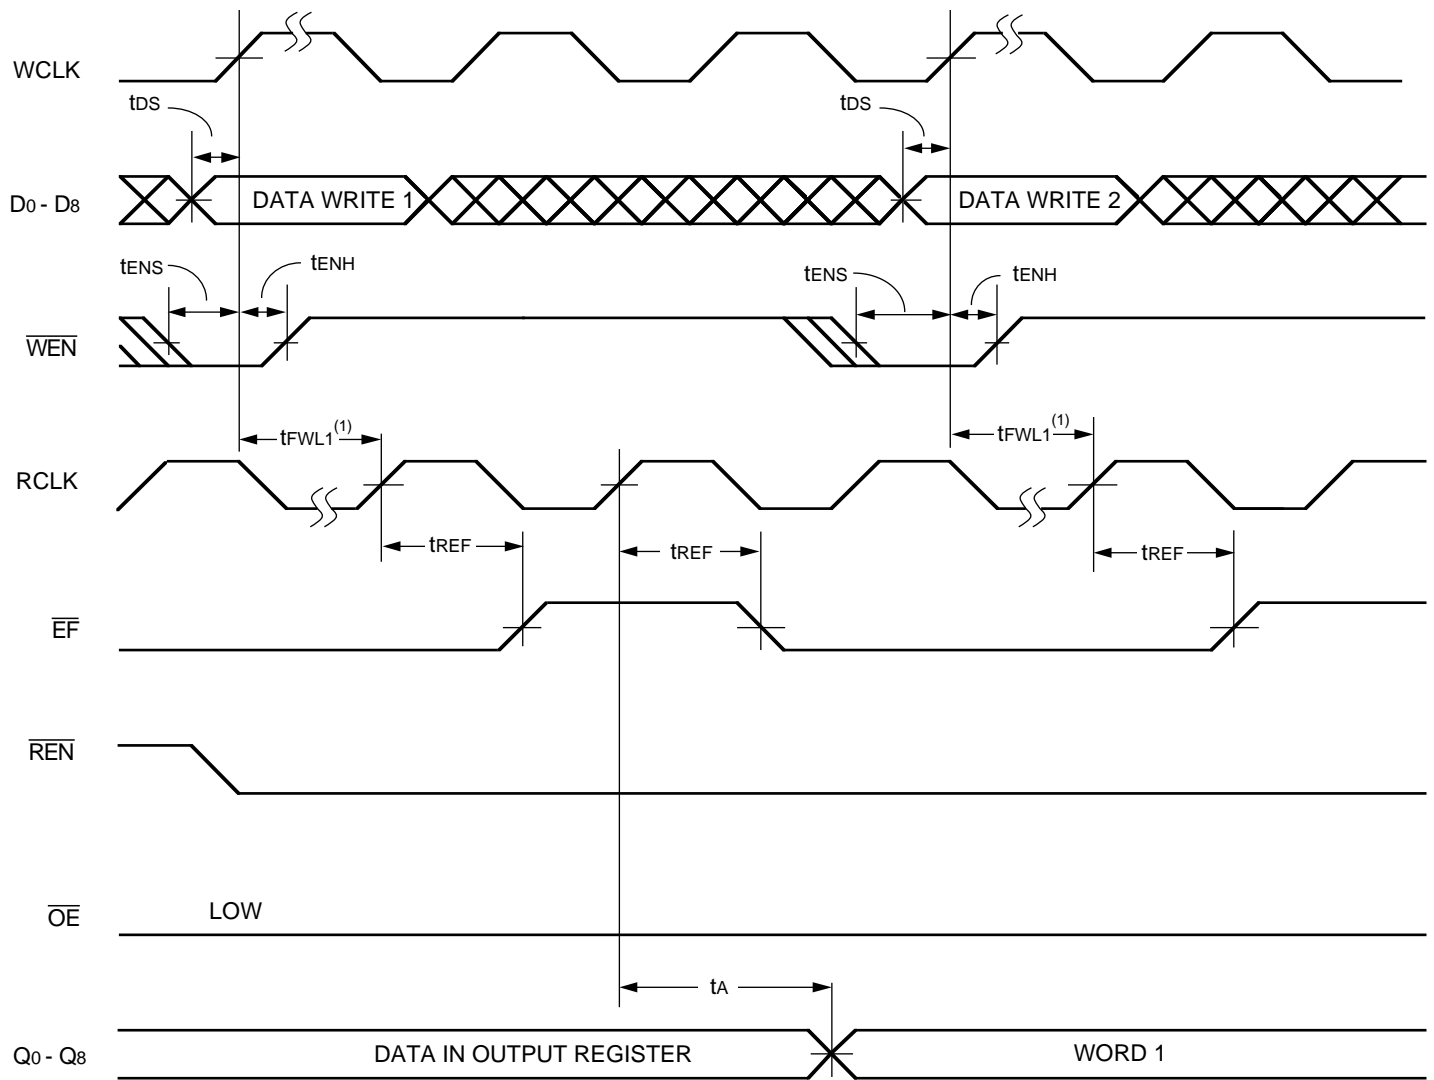 WCLK
tDS
tDS
D0 - D8
DATA WRITE 1
DATA WRITE 2
tENS
tENH
tENS
tENH
WEN
tFWL1(1)
tFWL1(1)
RCLK
tREF
tREF
tREF
EF
REN
OE
LOW
tA
Q0 - Q8
DATA IN OUTPUT REGISTER
WORD 1